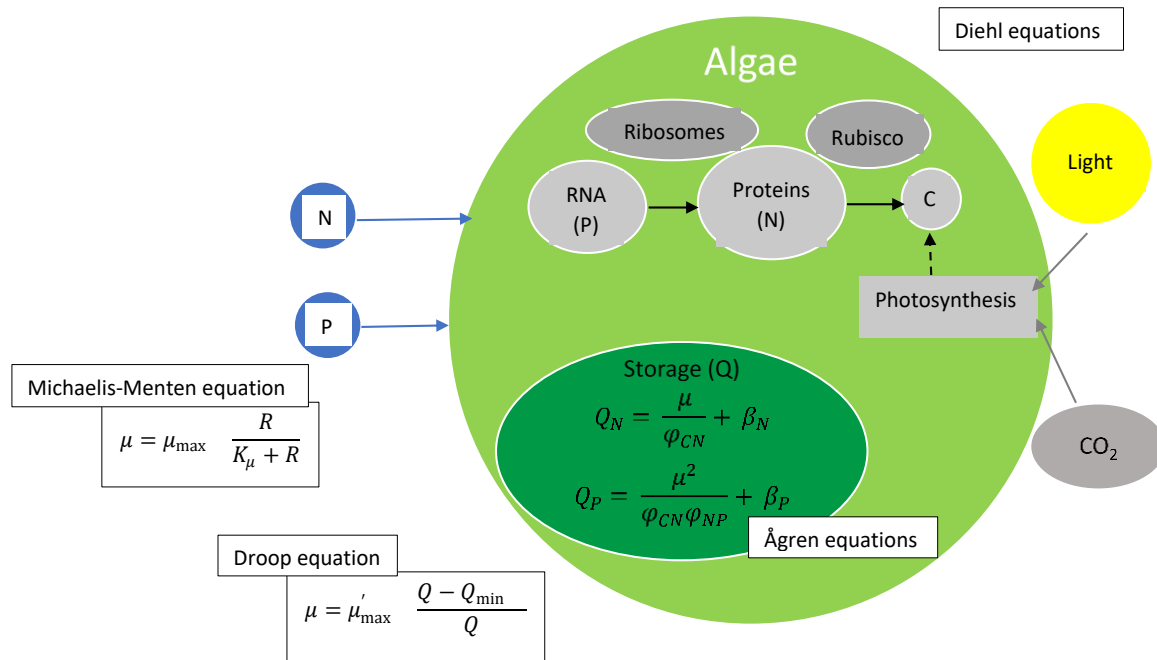 Diehl equations
Algae
Ribosomes
Rubisco
Light
RNA
(P)
Proteins
(N)
C
N
Photosynthesis
P
Storage (Q)
Q_N = μ/φ_CN + β_N
Q_P = μ²/(φ_CN φ_NP) + β_P
CO₂
Ågren equations
Michaelis-Menten equation
μ = μ_max R/(K_μ + R)
Droop equation
μ = μ'_max (Q − Q_min)/Q